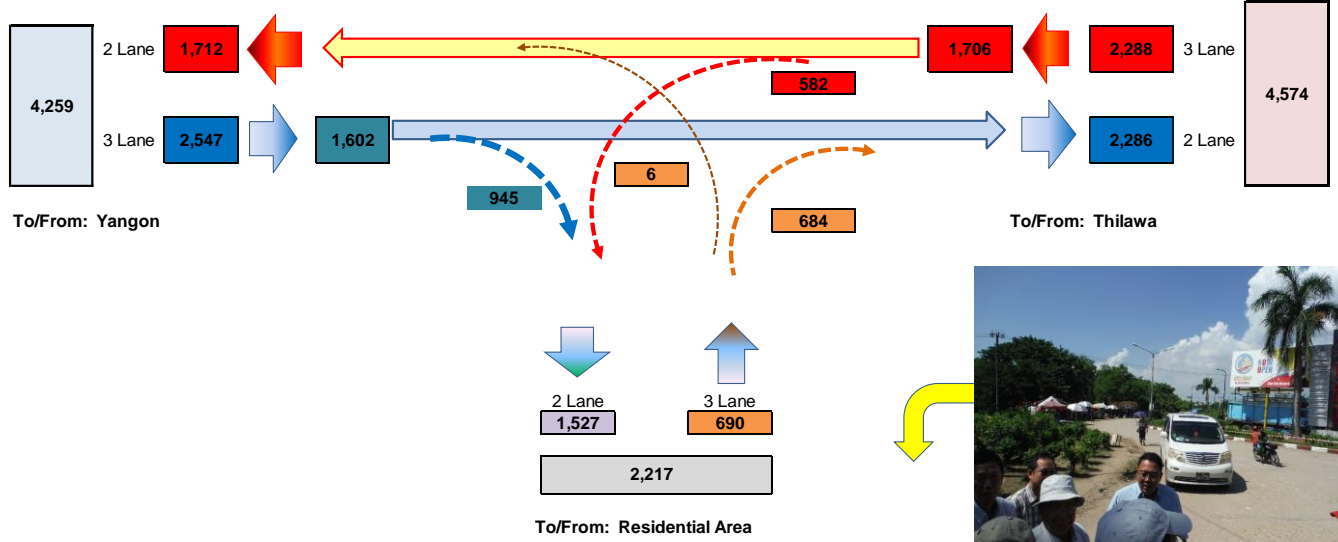 2 Lane 1,712 1,706 2,288 3 Lane
582
4,259 4,574
3 Lane 2,547 1,602 2,286 2 Lane
6
945
684
To/From: Yangon To/From: Thilawa
2 Lane 3 Lane
1,527 690
2,217
To/From: Residential Area
OPEN